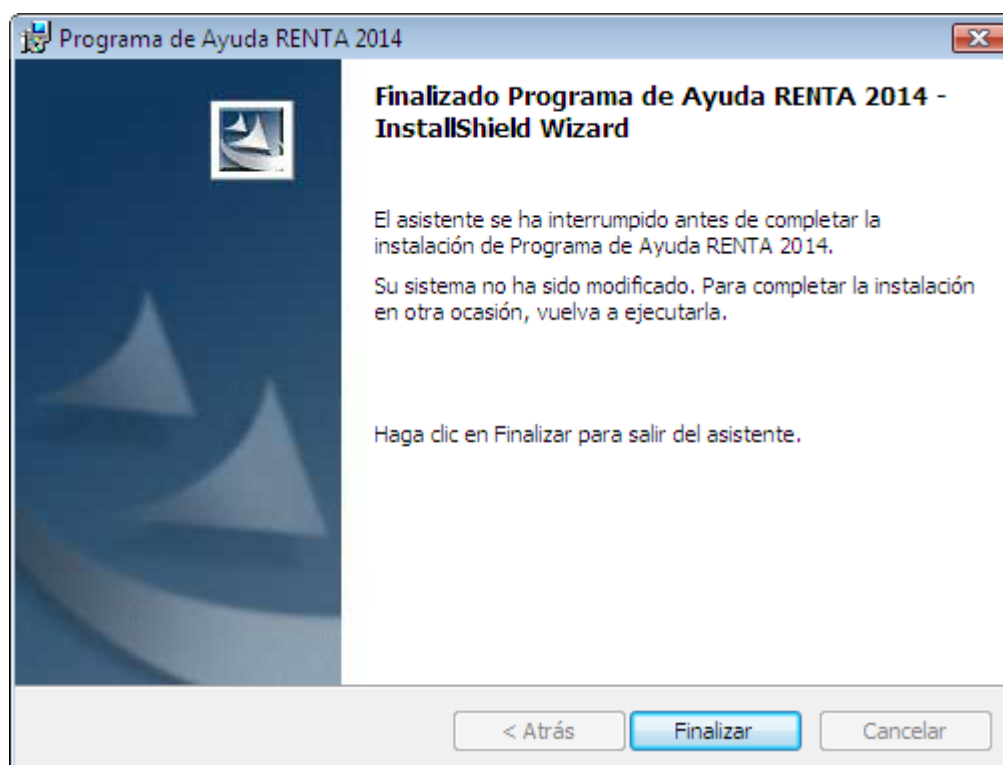 Programa de Ayuda RENTA 2014
Finalizado Programa de Ayuda RENTA 2014 -
InstallShield Wizard
El asistente se ha interrumpido antes de completar la
instalación de Programa de Ayuda RENTA 2014.
Su sistema no ha sido modificado. Para completar la instalación
en otra ocasión, vuelva a ejecutarla.
Haga clic en Finalizar para salir del asistente.
< Atrás
Finalizar
Cancelar